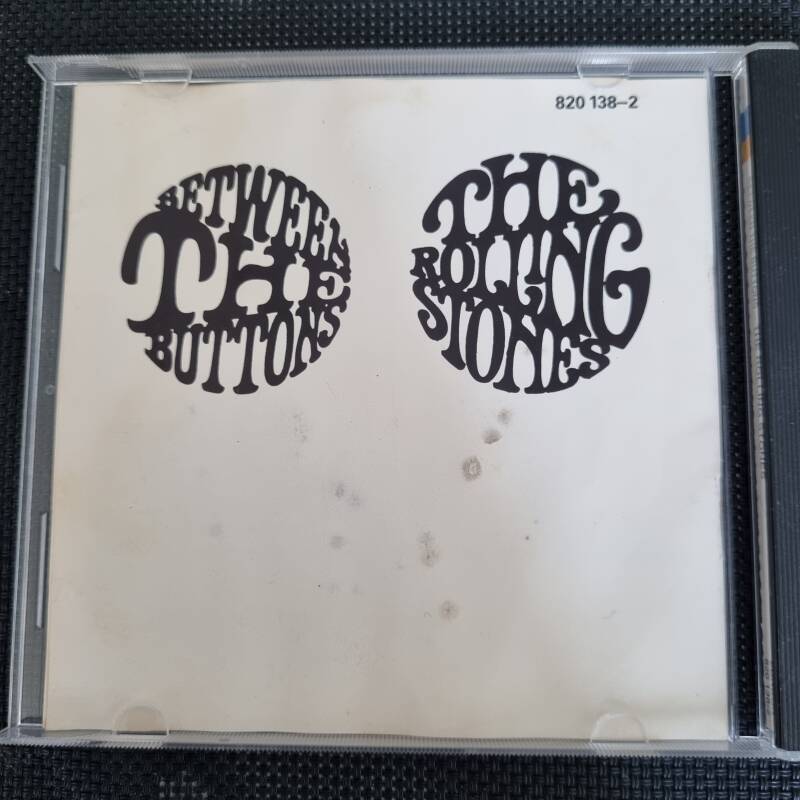 820 138–2
BETWEEN
THE
BUTTONS
THE
ROLLING
STONES